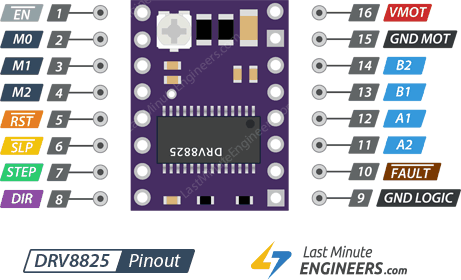 EN 1
M0 2
M1 3
M2 4
RST 5
SLP 6
STEP 7
DIR 8
DRV8825
LastMinuteEngineers.com
16 VMOT
15 GND MOT
14 B2
13 B1
12 A1
11 A2
10 FAULT
9 GND LOGIC
DRV8825 Pinout
Last Minute
ENGINEERS.com